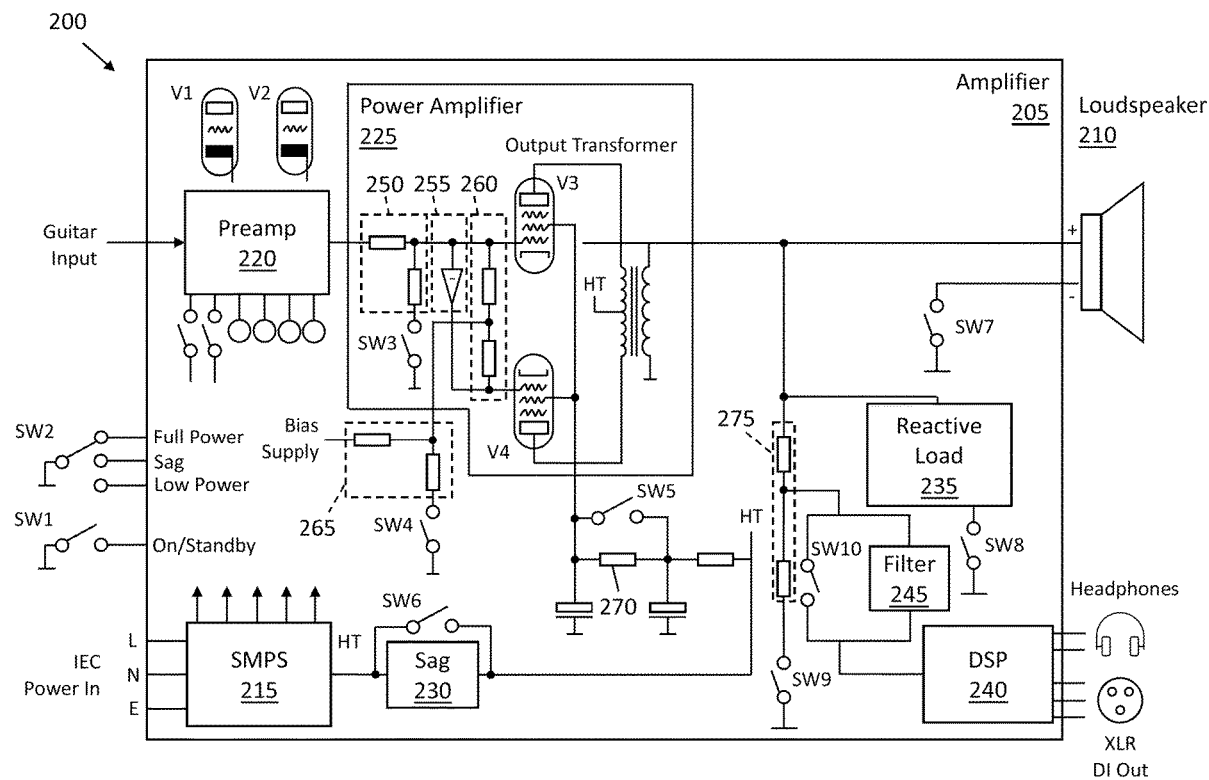 200
V1
V2
Power Amplifier
225
Amplifier
205
Loudspeaker
210
Output Transformer
250
255
260
V3
Preamp
220
Guitar
Input
+
-
-
HT
SW3
SW7
V4
Bias
Supply
265
SW4
SW2
Full Power
Sag
Low Power
SW1
On/Standby
275
Reactive
Load
235
SW5
HT
SW10
SW8
Filter
245
270
Headphones
SW6
L
N
E
IEC
Power In
SMPS
215
HT
Sag
230
SW9
DSP
240
XLR
DI Out